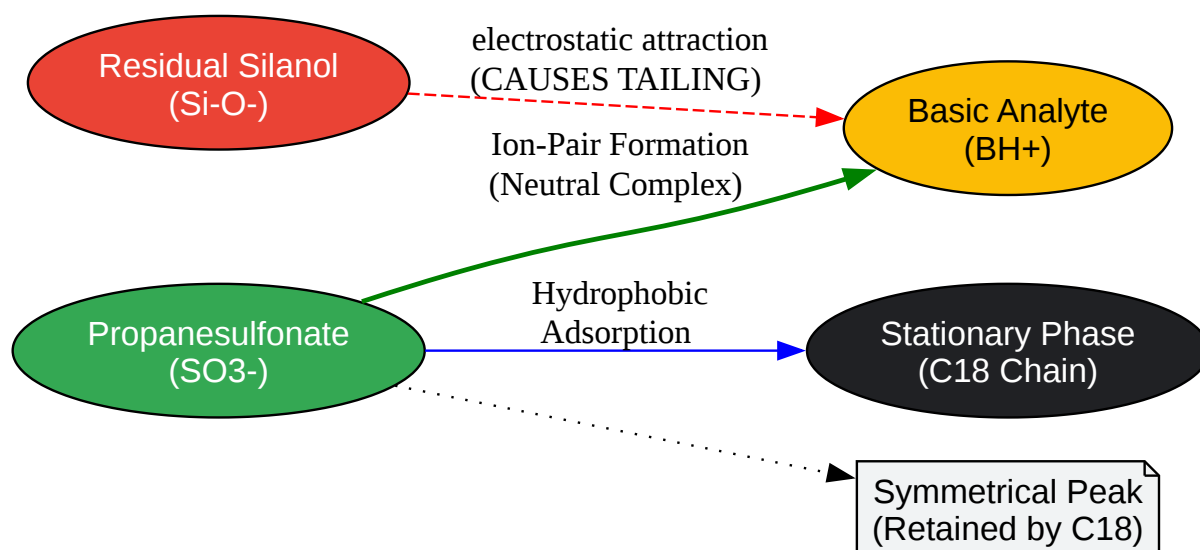 Residual Silanol
(Si-O-)
electrostatic attraction
(CAUSES TAILING)
Basic Analyte
(BH+)
Ion-Pair Formation
(Neutral Complex)
Propanesulfonate
(SO3-)
Hydrophobic
Adsorption
Stationary Phase
(C18 Chain)
Symmetrical Peak
(Retained by C18)